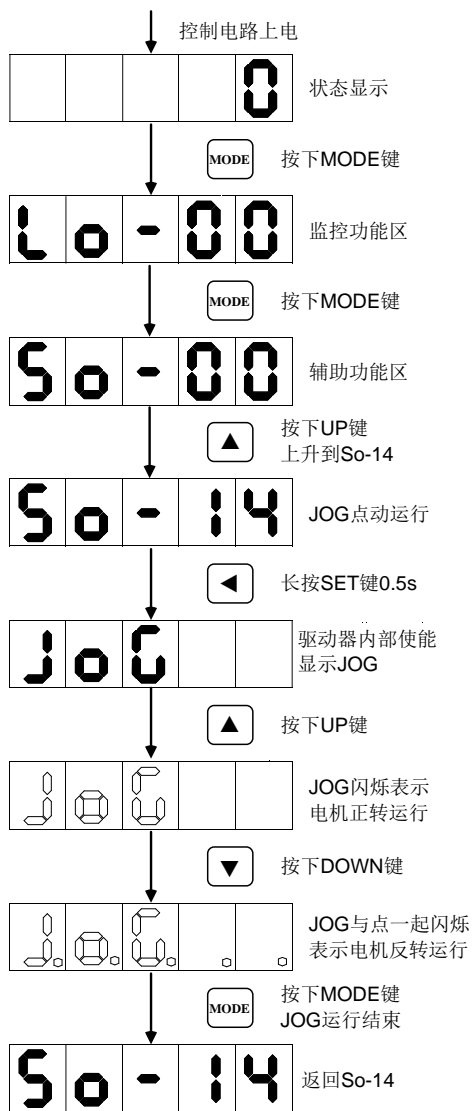 控制电路上电
0
状态显示
MODE
按下MODE键
Lo-00
监控功能区
MODE
按下MODE键
So-00
辅助功能区
按下UP键
上升到So-14
So-14
JOG点动运行
长按SET键0.5s
JoG
驱动器内部使能
显示JOG
按下UP键
JoG
JOG闪烁表示
电机正转运行
按下DOWN键
J.o.G. . .
JOG与点一起闪烁
表示电机反转运行
MODE
按下MODE键
JOG运行结束
So-14
返回So-14